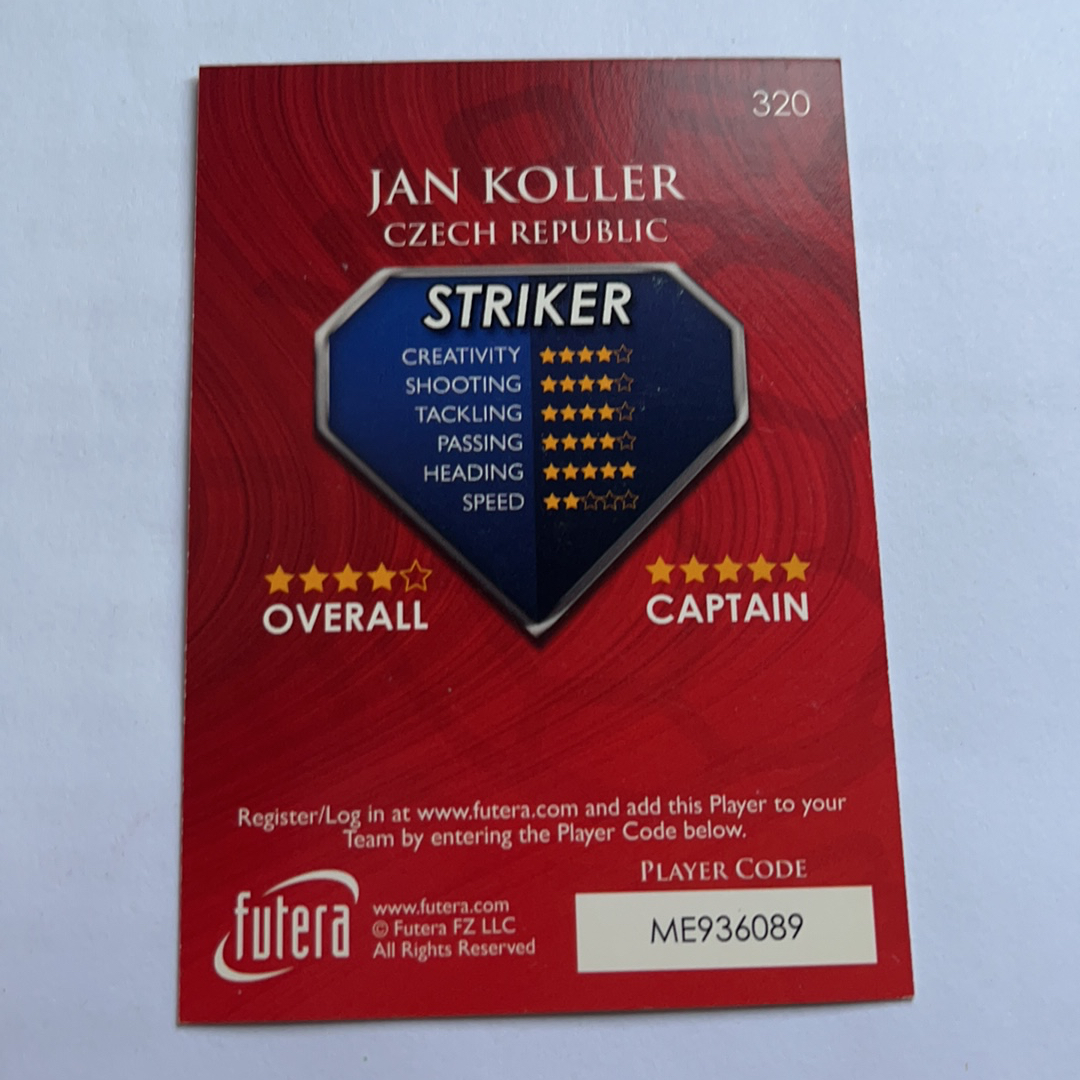 320
JAN KOLLER
CZECH REPUBLIC
STRIKER
CREATIVITY
SHOOTING
TACKLING
PASSING
HEADING
SPEED
OVERALL
CAPTAIN
Register/Log in at www.futera.com and add this Player to your
Team by entering the Player Code below.
PLAYER CODE
ME936089
futera
www.futera.com
© Futera FZ LLC
All Rights Reserved